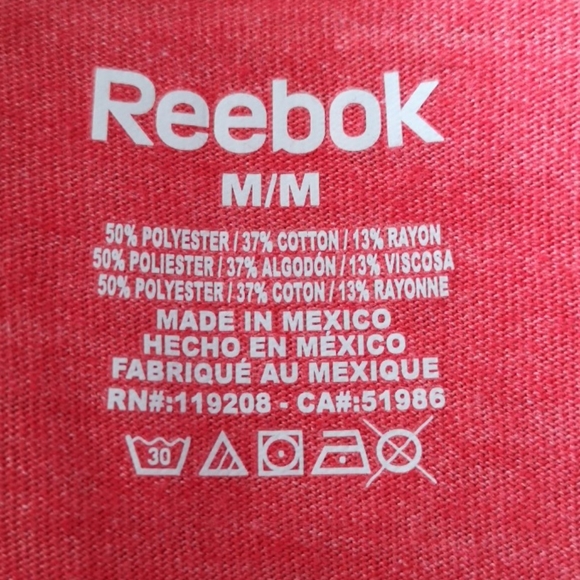 Reebok
M/M
50% POLYESTER / 37% COTTON / 13% RAYON
50% POLIESTER / 37% ALGODÓN / 13% VISCOSA
50% POLYESTER / 37% COTON / 13% RAYONNE
MADE IN MEXICO
HECHO EN MÉXICO
FABRIQUÉ AU MEXIQUE
RN#:119208 - CA#:51986
30